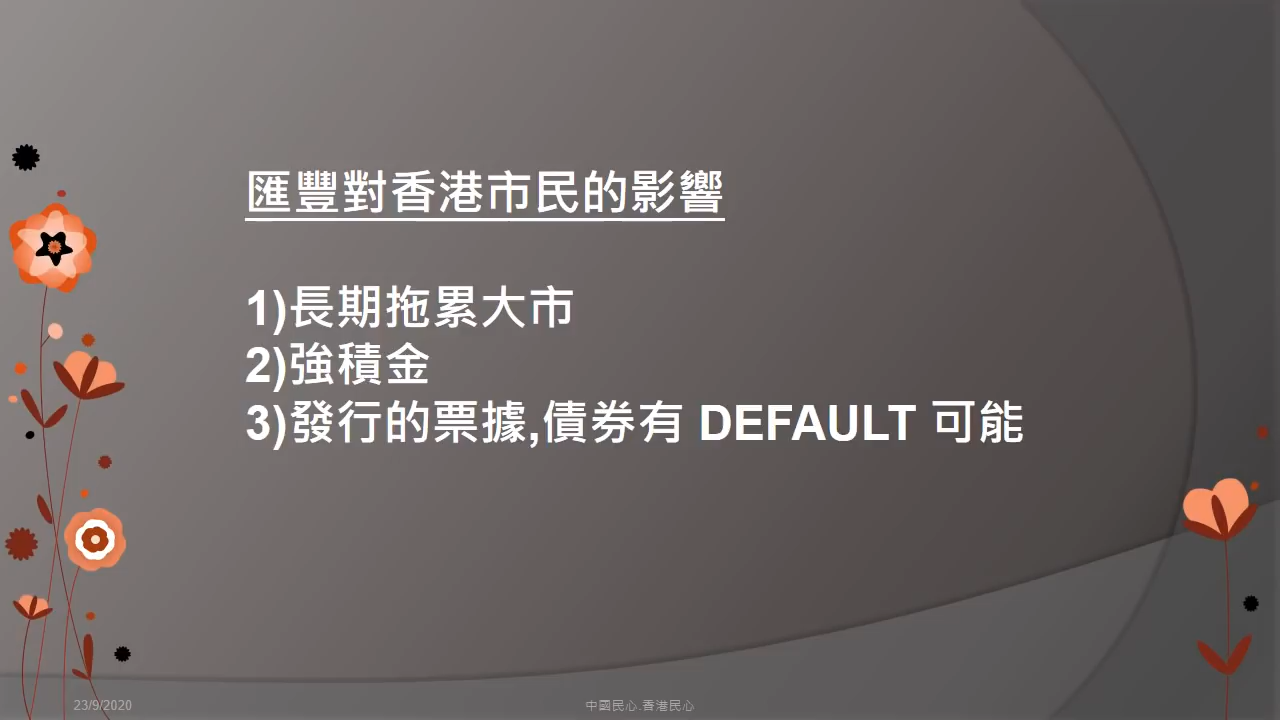 匯豐對香港市民的影響
1)長期拖累大市
2)強積金
3)發行的票據,債券有 DEFAULT 可能
23/9/2020
中國民心.香港民心